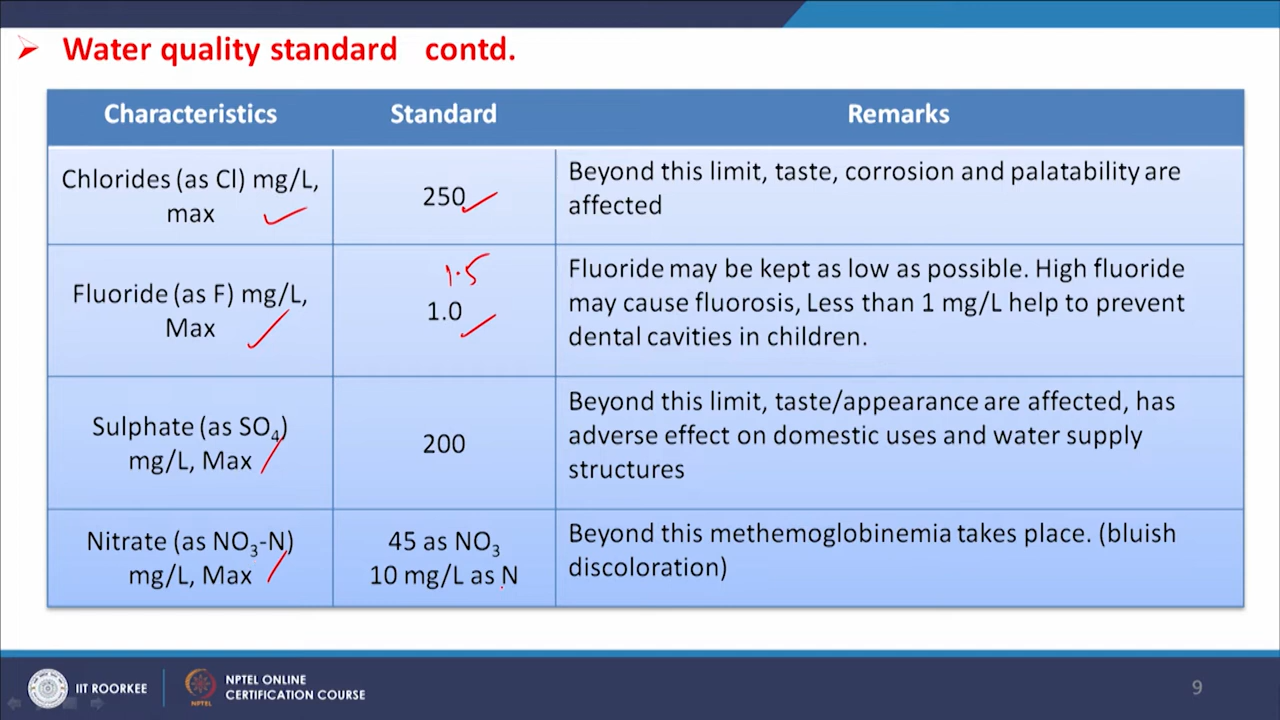 Water quality standard contd.
Characteristics Standard Remarks
Chlorides (as Cl) mg/L,
max
250
Beyond this limit, taste, corrosion and palatability are
affected
Fluoride (as F) mg/L,
Max
1.5
1.0
Fluoride may be kept as low as possible. High fluoride
may cause fluorosis, Less than 1 mg/L help to prevent
dental cavities in children.
Sulphate (as SO₄)
mg/L, Max
200
Beyond this limit, taste/appearance are affected, has
adverse effect on domestic uses and water supply
structures
Nitrate (as NO₃-N)
mg/L, Max
45 as NO₃
10 mg/L as N
Beyond this methemoglobinemia takes place. (bluish
discoloration)
IIT ROORKEE
NPTEL
NPTEL ONLINE
CERTIFICATION COURSE
9